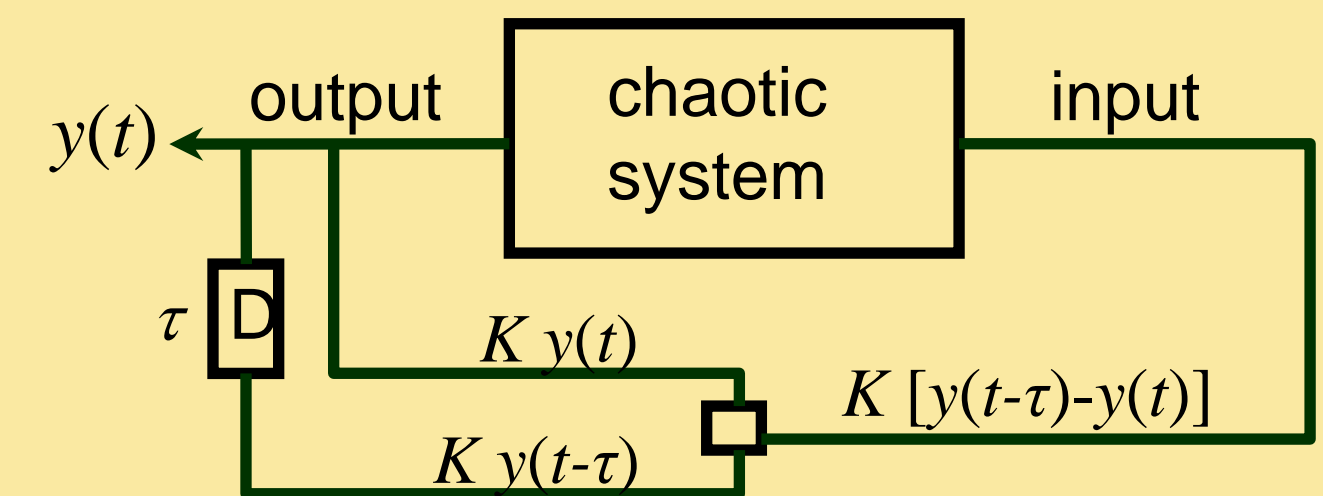 output
chaotic
system
input
y(t)
τ
D
K y(t)
K [y(t-τ)-y(t)]
K y(t-τ)